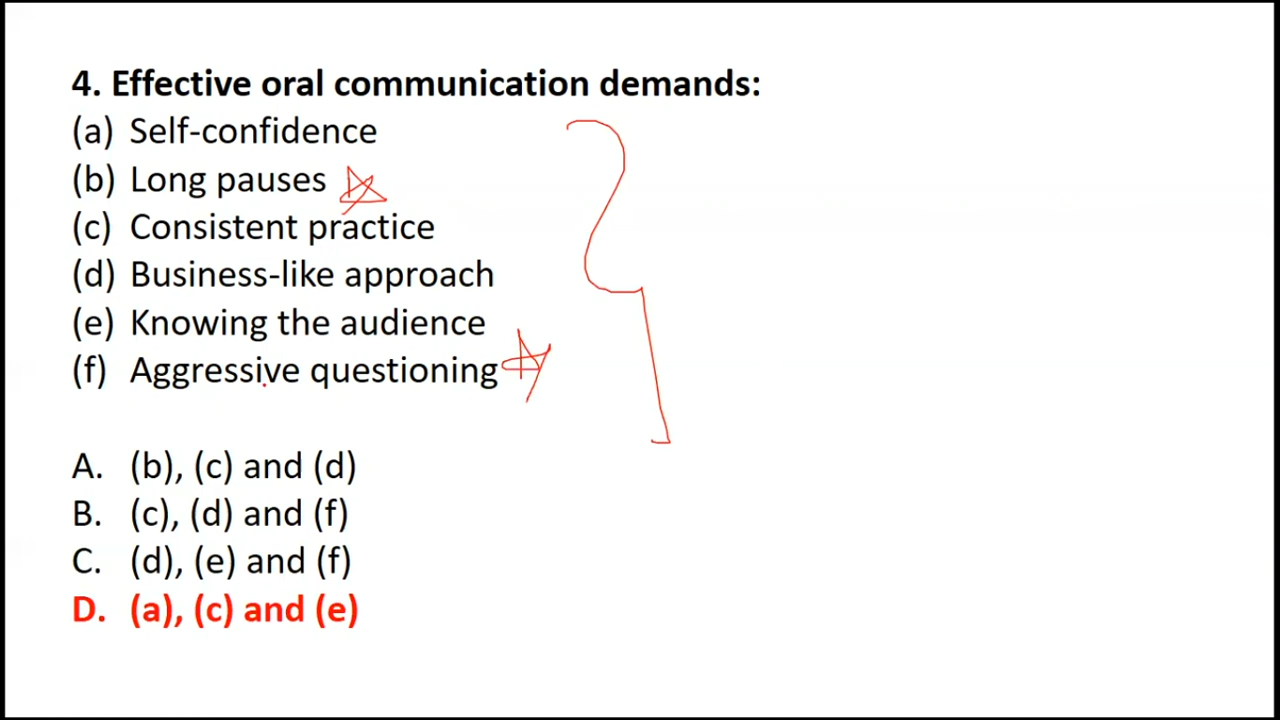 4. Effective oral communication demands:
(a) Self-confidence
(b) Long pauses
(c) Consistent practice
(d) Business-like approach
(e) Knowing the audience
(f) Aggressive questioning
A. (b), (c) and (d)
B. (c), (d) and (f)
C. (d), (e) and (f)
D. (a), (c) and (e)